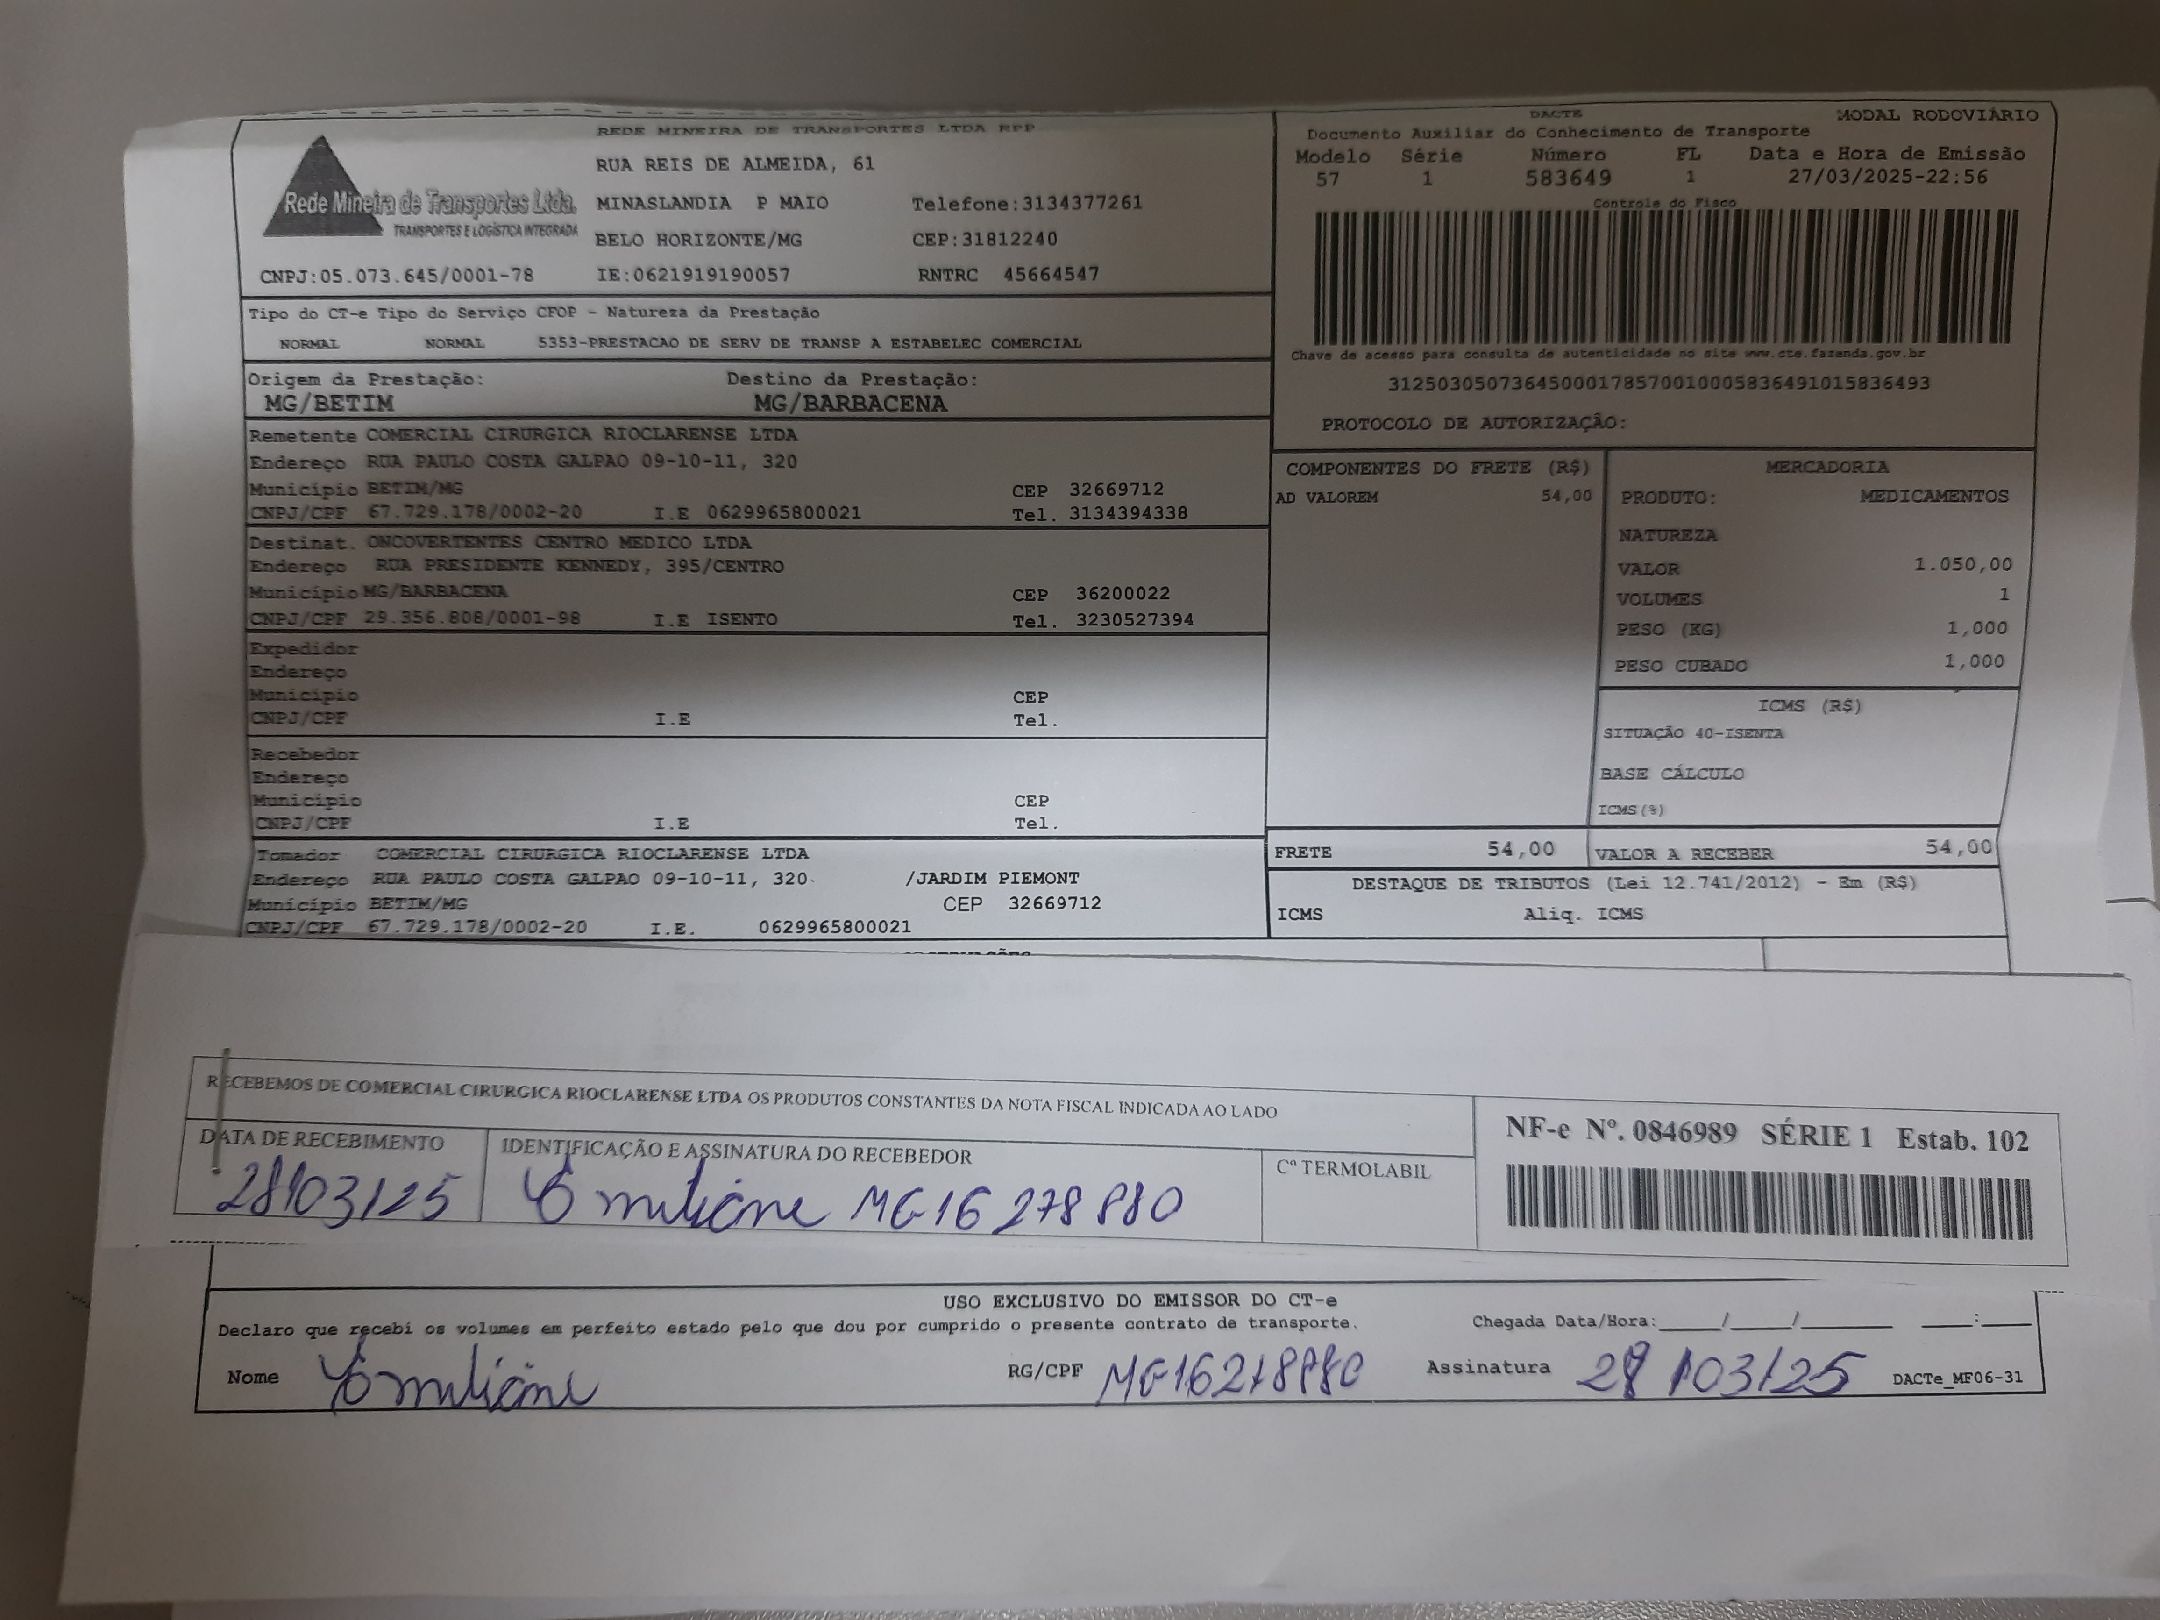 REDE MINEIRA DE TRANSPORTES LTDA EPP
Rede Mineira de Transportes Ltda.
TRANSPORTES E LOGÍSTICA INTEGRADA
RUA REIS DE ALMEIDA, 61
MINASLANDIA P MAIO Telefone:3134377261
BELO HORIZONTE/MG CEP:31812240
CNPJ:05.073.645/0001-78 IE:0621919190057 RNTRC 45664547
DACTE MODAL RODOVIÁRIO
Documento Auxiliar do Conhecimento de Transporte
Modelo Série Número FL Data e Hora de Emissão
57 1 583649 1 27/03/2025-22:56
Controle do Fisco
Chave de acesso para consulta de autenticidade no site www.cte.fazenda.gov.br
31250305073645000178570010005836491015836493
PROTOCOLO DE AUTORIZAÇÃO:
Tipo do CT-e Tipo do Serviço CFOP - Natureza da Prestação
NORMAL NORMAL 5353-PRESTACAO DE SERV DE TRANSP A ESTABELEC COMERCIAL
Origem da Prestação: Destino da Prestação:
MG/BETIM MG/BARBACENA
Remetente COMERCIAL CIRURGICA RIOCLARENSE LTDA
Endereço RUA PAULO COSTA GALPAO 09-10-11, 320
Município BETIM/MG CEP 32669712
CNPJ/CPF 67.729.178/0002-20 I.E 0629965800021 Tel. 3134394338
Destinat. ONCOVERTENTES CENTRO MEDICO LTDA
Endereço RUA PRESIDENTE KENNEDY, 395/CENTRO
Município MG/BARBACENA CEP 36200022
CNPJ/CPF 29.356.808/0001-98 I.E ISENTO Tel. 3230527394
Expedidor
Endereço
Município CEP
CNPJ/CPF I.E Tel.
Recebedor
Endereço
Município CEP
CNPJ/CPF I.E Tel.
Tomador COMERCIAL CIRURGICA RIOCLARENSE LTDA
Endereço RUA PAULO COSTA GALPAO 09-10-11, 320 /JARDIM PIEMONT
Município BETIM/MG CEP 32669712
CNPJ/CPF 67.729.178/0002-20 I.E. 0629965800021
COMPONENTES DO FRETE (R$)
AD VALOREM 54,00
MERCADORIA
PRODUTO: MEDICAMENTOS
NATUREZA
VALOR 1.050,00
VOLUMES 1
PESO (KG) 1,000
PESO CUBADO 1,000
ICMS (R$)
SITUAÇÃO 40-ISENTA
BASE CÁLCULO
ICMS(%)
FRETE 54,00 VALOR A RECEBER 54,00
DESTAQUE DE TRIBUTOS (Lei 12.741/2012) - Em (R$)
ICMS Aliq. ICMS
RECEBEMOS DE COMERCIAL CIRURGICA RIOCLARENSE LTDA OS PRODUTOS CONSTANTES DA NOTA FISCAL INDICADA AO LADO
DATA DE RECEBIMENTO IDENTIFICAÇÃO E ASSINATURA DO RECEBEDOR Cª TERMOLABIL
28/03/25 MG16 278 880
NF-e Nº. 0846989 SÉRIE 1 Estab. 102
USO EXCLUSIVO DO EMISSOR DO CT-e
Declaro que recebi os volumes em perfeito estado pelo que dou por cumprido o presente contrato de transporte. Chegada Data/Hora:_____/_____/_______ ____:____
Nome RG/CPF MG16278880 Assinatura 28/03/25 DACTe_MF06-31